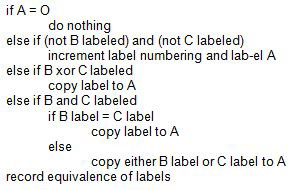 if A = O
do nothing
else if (not B labeled) and (not C labeled)
increment label numbering and lab-el A
else if B xor C labeled
copy label to A
else if B and C labeled
if B label = C label
copy label to A
else
copy either B label or C label to A
record equivalence of labels